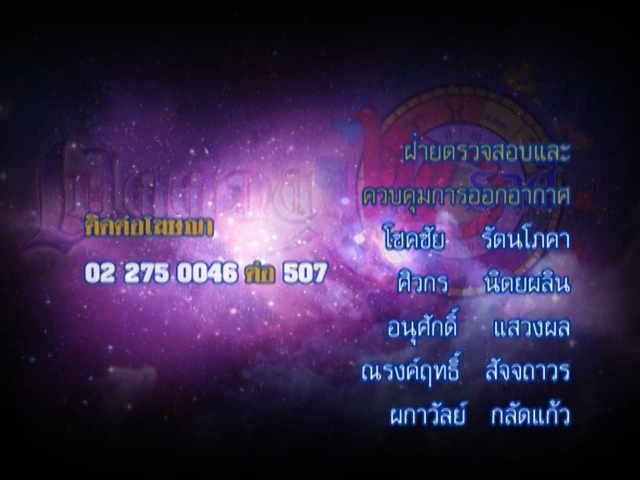 ติดต่อโฆษณา
02 275 0046 ต่อ 507
ฝ่ายตรวจสอบและ
ควบคุมการออกอากาศ
โชคชัย รัตนโภคา
ศิวกร นิตยผลิน
อนุศักดิ์ แสวงผล
ณรงค์ฤทธิ์ สัจจถาวร
ผกาวัลย์ กลัดแก้ว